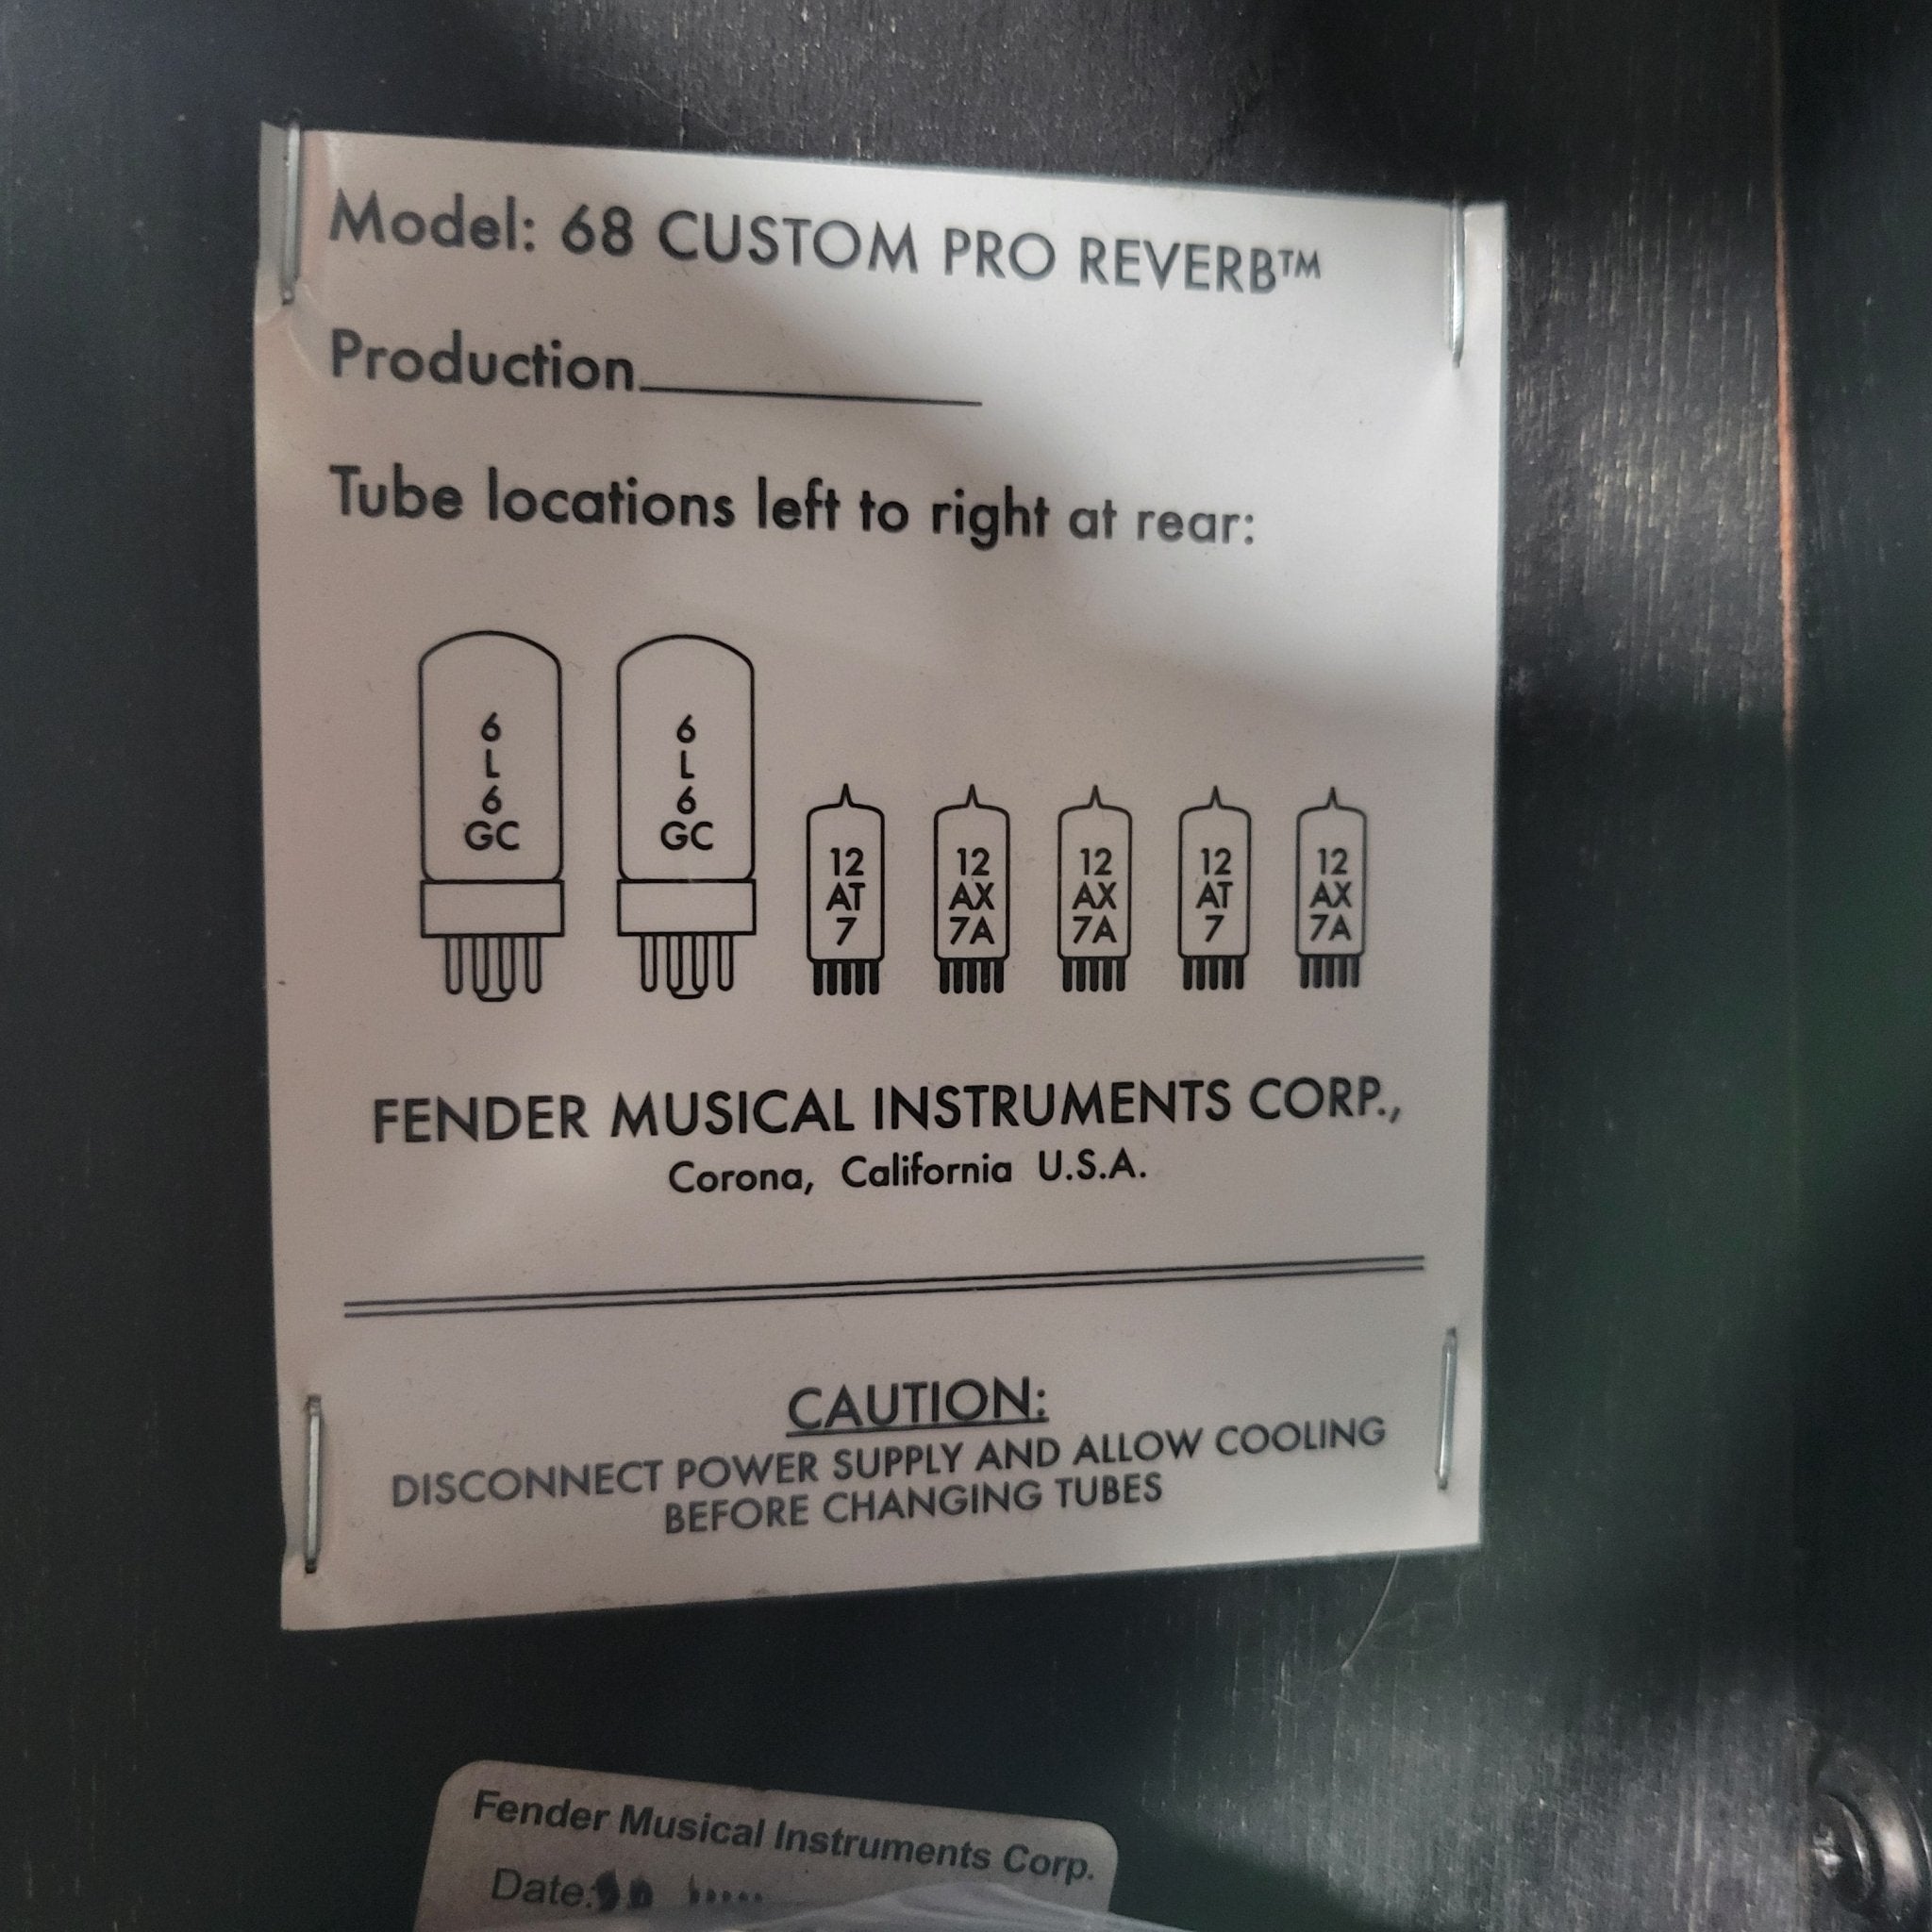 Model: 68 CUSTOM PRO REVERB™
Production
Tube locations left to right at rear:
6
L
6
GC
6
L
6
GC
12
AT
7
12
AX
7A
12
AX
7A
12
AT
7
12
AX
7A
FENDER MUSICAL INSTRUMENTS CORP.,
Corona, California U.S.A.
CAUTION:
DISCONNECT POWER SUPPLY AND ALLOW COOLING
BEFORE CHANGING TUBES
Fender Musical Instruments Corp.
Date: